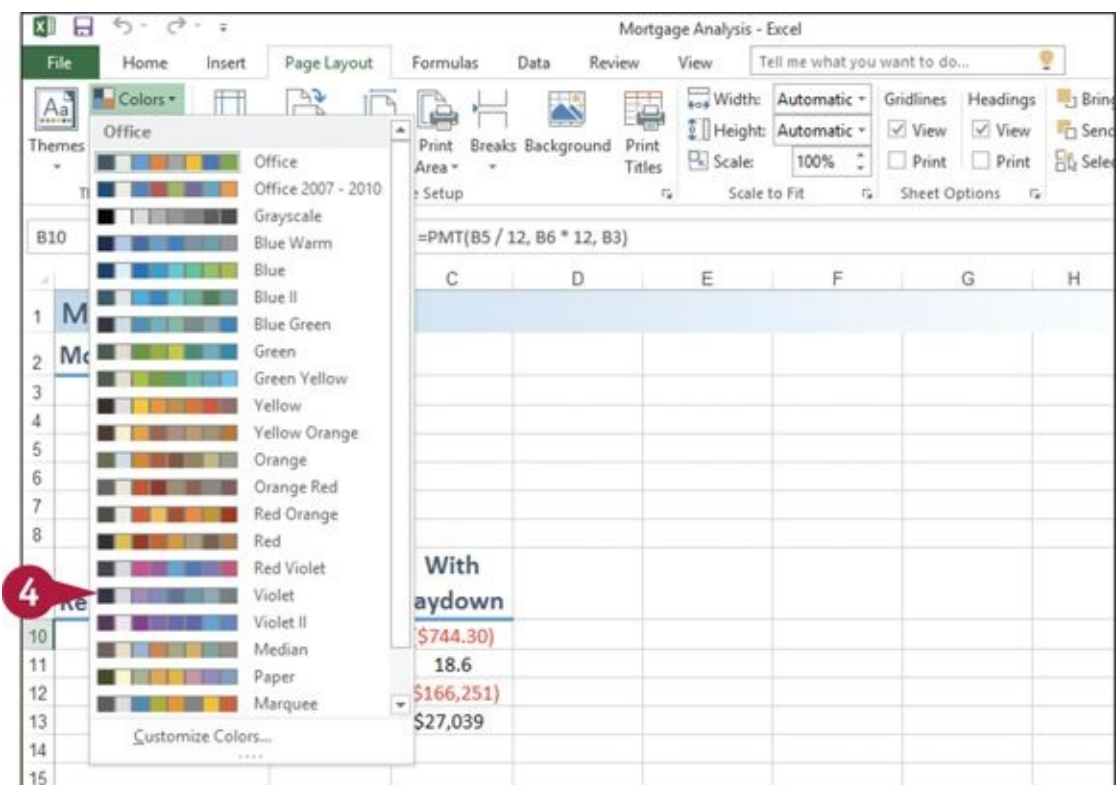 Mortgage Analysis - Excel
File Home Insert Page Layout Formulas Data Review View Tell me what you want to do...
Aa Colors Width: Automatic Gridlines Headings
Height: Automatic View View
Themes Print Breaks Background Print Scale: 100% Print Print
Area Titles
Scale to Fit Sheet Options
B10 =PMT(B5 / 12, B6 * 12, B3)
C D E F G H
Office
Office
Office 2007 - 2010
Grayscale
Blue Warm
Blue
Blue II
Blue Green
Green
Green Yellow
Yellow
Yellow Orange
Orange
Orange Red
Red Orange
Red
Red Violet
Violet
Violet II
Median
Paper
Marquee
Customize Colors...
4
1
2
3
4
5
6
7
8
With
10 ($744.30)
11 18.6
12 $166,251)
13 $27,039
14
15